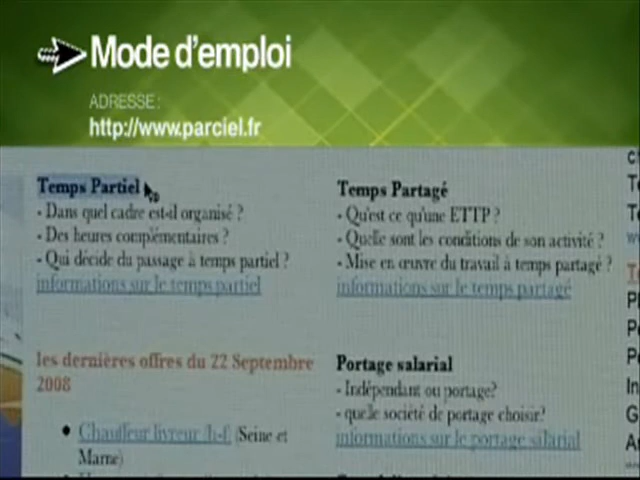 Mode d'emploi
ADRESSE :
http://www.parciel.fr
Temps Partiel
- Dans quel cadre est-il organisé ?
- Des heures complémentaires ?
- Qui décide du passage à temps partiel ?
informations sur le temps partiel
les dernières offres du 22 Septembre
2008
Chauffeur livreur /h-f (Seine et
Marne)
Temps Partagé
- Qu'est ce qu'une ETTP ?
- Quelle sont les conditions de son activité ?
- Mise en œuvre du travail à temps partagé ?
informations sur le temps partagé
Portage salarial
- Indépendant ou portage?
- quelle société de portage choisir?
informations sur le portage salarial